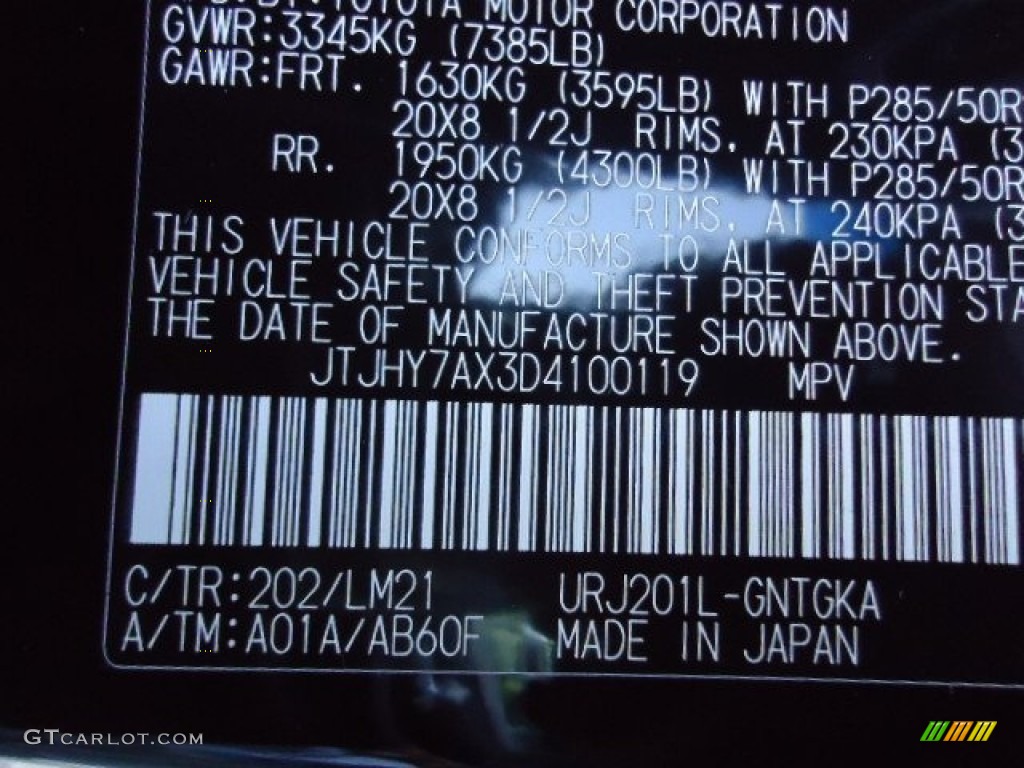 TOYOTA MOTOR CORPORATION
GVWR:3345KG (7385LB)
GAWR:FRT. 1630KG (3595LB) WITH P285/50R
20X8 1/2J RIMS, AT 230KPA (3
RR. 1950KG (4300LB) WITH P285/50R
20X8 1/2J RIMS, AT 240KPA (3
THIS VEHICLE CONFORMS TO ALL APPLICABLE
VEHICLE SAFETY AND THEFT PREVENTION STA
THE DATE OF MANUFACTURE SHOWN ABOVE.
JTJHY7AX3D4100119 MPV
C/TR:202/LM21 URJ201L-GNTGKA
A/TM:A01A/AB60F MADE IN JAPAN
GTCARLOT.COM